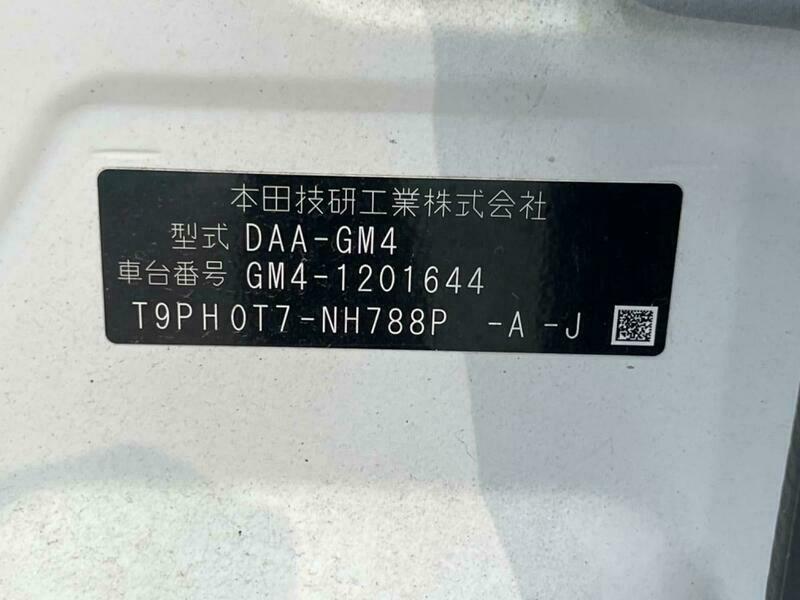 本田技研工業株式会社
型式 DAA-GM4
車台番号 GM4-1201644
T9PH0T7-NH788P -A -J